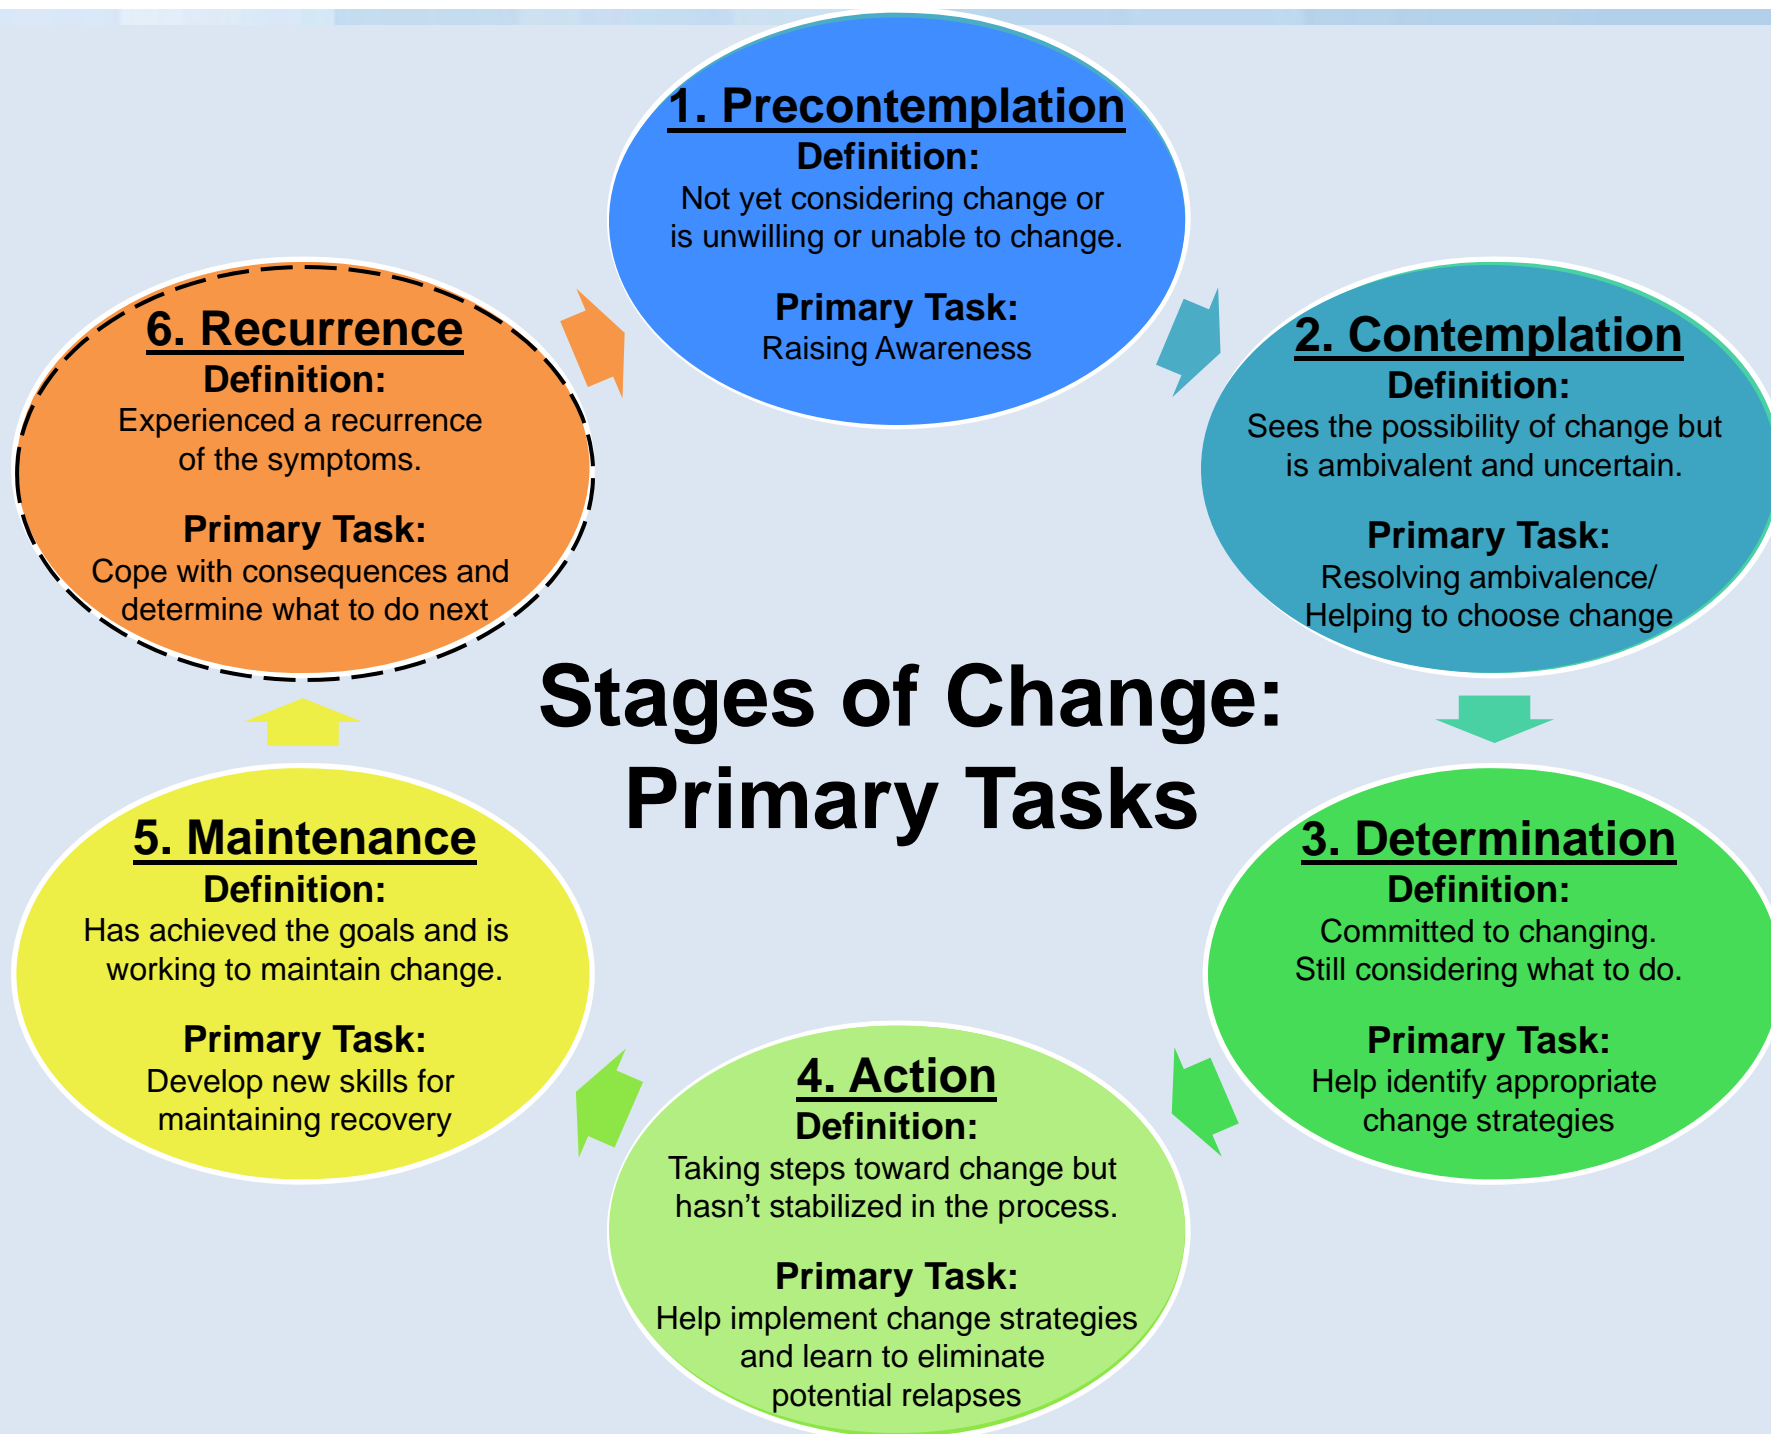 1. Precontemplation
Definition:
Not yet considering change or
is unwilling or unable to change.
Primary Task:
Raising Awareness
2. Contemplation
Definition:
Sees the possibility of change but
is ambivalent and uncertain.
Primary Task:
Resolving ambivalence/
Helping to choose change
3. Determination
Definition:
Committed to changing.
Still considering what to do.
Primary Task:
Help identify appropriate
change strategies
4. Action
Definition:
Taking steps toward change but
hasn’t stabilized in the process.
Primary Task:
Help implement change strategies
and learn to eliminate
potential relapses
5. Maintenance
Definition:
Has achieved the goals and is
working to maintain change.
Primary Task:
Develop new skills for
maintaining recovery
6. Recurrence
Definition:
Experienced a recurrence
of the symptoms.
Primary Task:
Cope with consequences and
determine what to do next
Stages of Change:
Primary Tasks